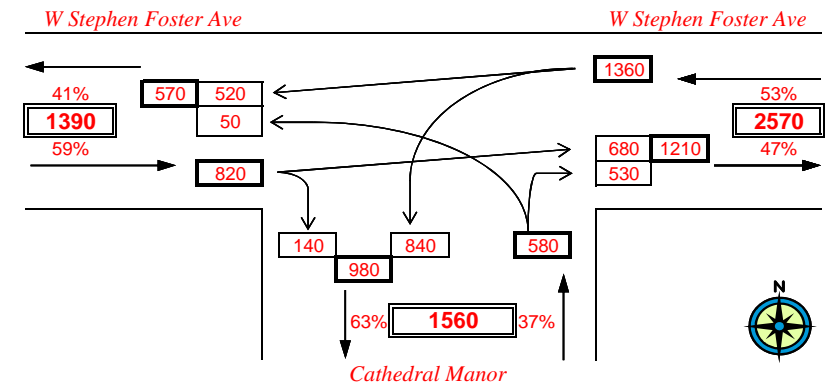 W Stephen Foster Ave W Stephen Foster Ave
1360
41% 570 520 53%
1390 50 2570
59% 680 1210 47%
820 530
140 840 580
980
N
63% 1560 37%
Cathedral Manor